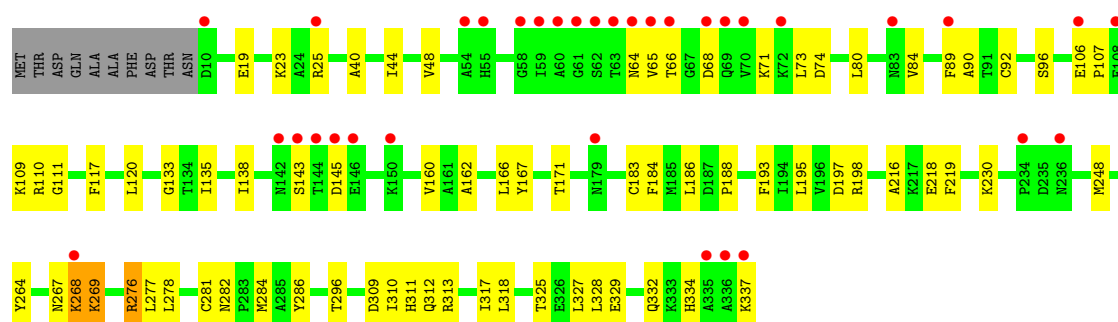 MET THR ASP GLN ALA ALA PHE ASP THR ASN D10 E19 K23 A24 R25 A40 I44 V48 A54 H55 G58 I59 A60 G61 S62 T63 N64 V65 T66 G67 D68 Q69 V70 K71 K72 L73 D74 L80 N83 V84 F89 A90 T91 C92 S96 E106 P107 E108
K109 R110 G111 F117 L120 G133 T134 I135 I138 N142 S143 T144 D145 E146 K150 V160 A161 A162 L166 Y167 T171 N179 C183 F184 M185 L186 D187 P188 F193 I194 L195 V196 D197 R198 A216 K217 E218 F219 K230 P234 D235 N236 M248
Y264 N267 K268 K269 R276 L277 L278 C281 N282 P283 M284 A285 Y286 T296 D309 I310 H311 Q312 R313 I317 L318 T325 E326 L327 L328 E329 Q332 K333 H334 A335 A336 K337